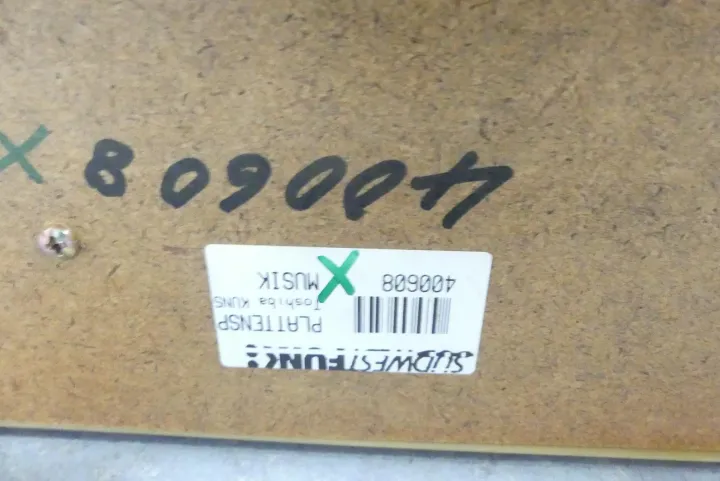 SÜDWESTFUNK:
PLATTENSP
Toshiba KUNS
400608
MUSIK
X
400608
X